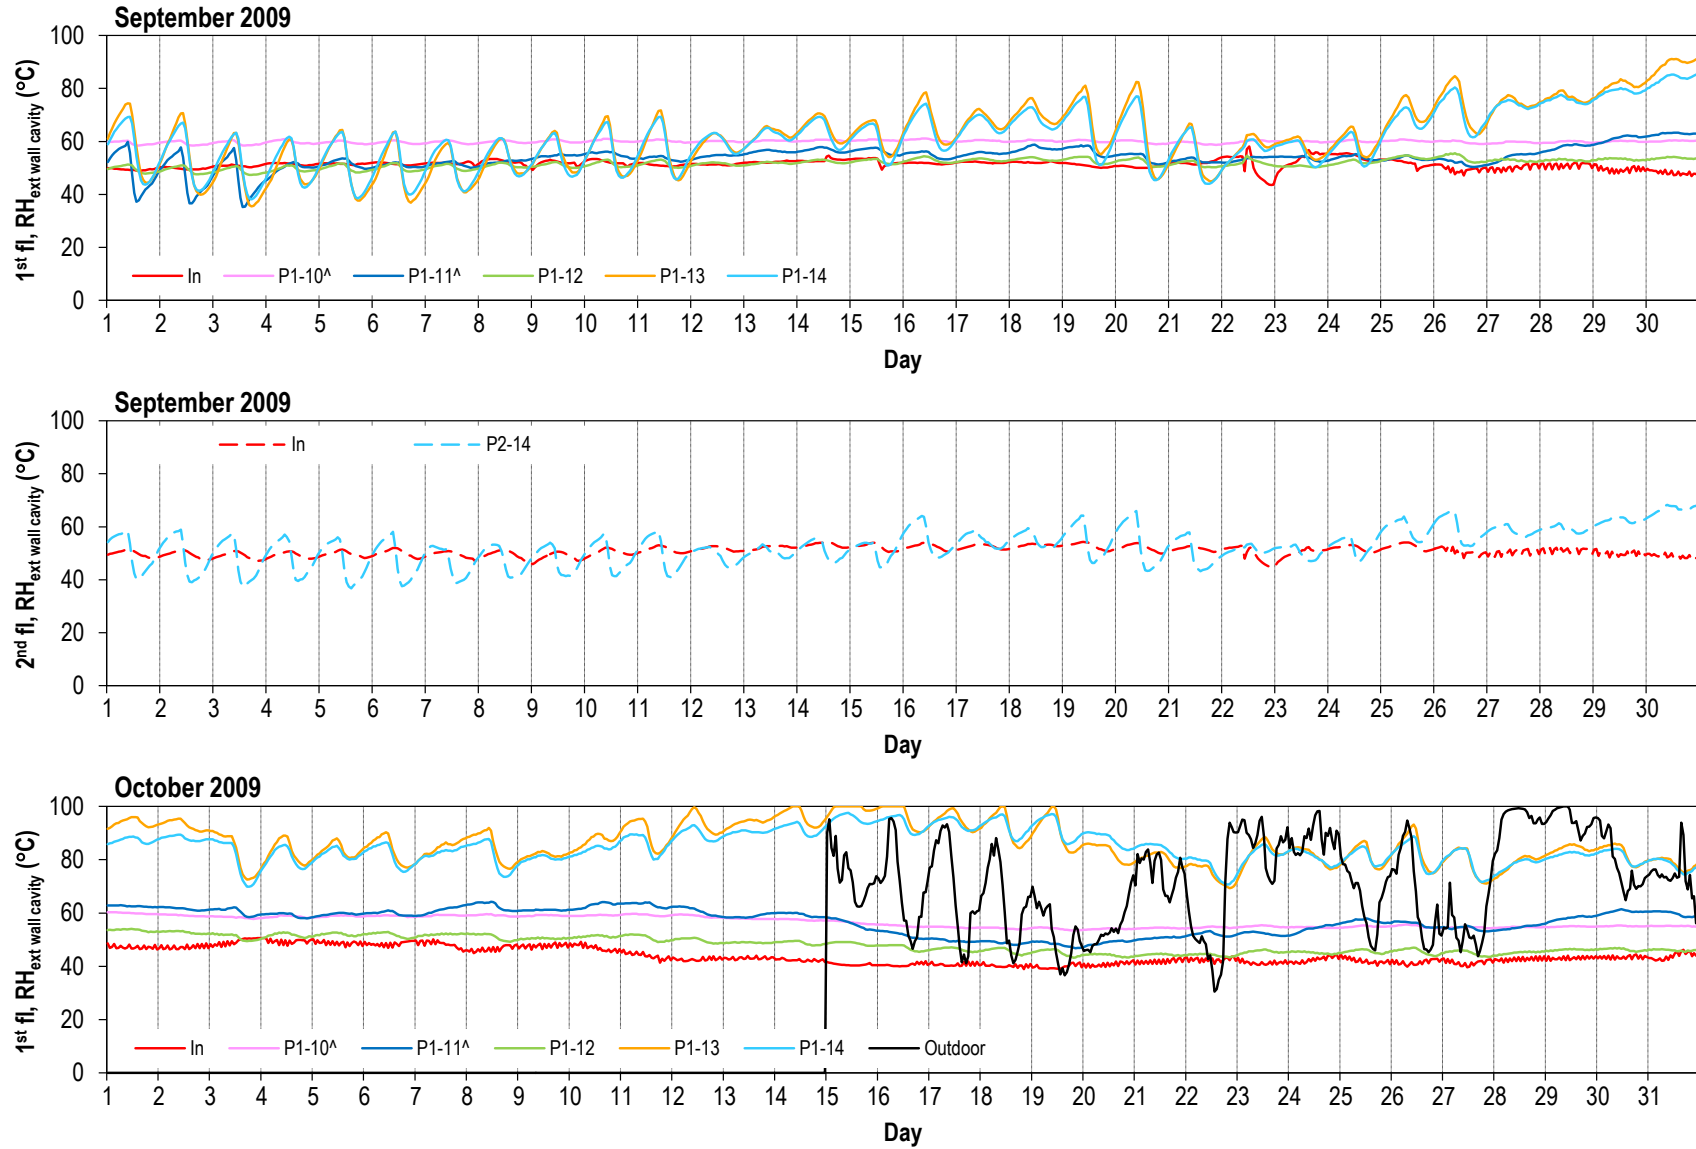 September 2009
1st fl, RHext wall cavity (°C)
100
80
60
40
20
0
In P1-10^ P1-11^ P1-12 P1-13 P1-14
1 2 3 4 5 6 7 8 9 10 11 12 13 14 15 16 17 18 19 20 21 22 23 24 25 26 27 28 29 30
Day
September 2009
2nd fl, RHext wall cavity (°C)
100
80
60
40
20
0
In P2-14
1 2 3 4 5 6 7 8 9 10 11 12 13 14 15 16 17 18 19 20 21 22 23 24 25 26 27 28 29 30
Day
October 2009
1st fl, RHext wall cavity (°C)
100
80
60
40
20
0
In P1-10^ P1-11^ P1-12 P1-13 P1-14 Outdoor
1 2 3 4 5 6 7 8 9 10 11 12 13 14 15 16 17 18 19 20 21 22 23 24 25 26 27 28 29 30 31
Day